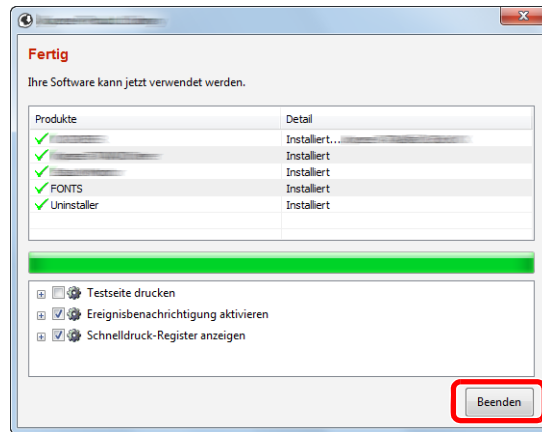 Fertig
Ihre Software kann jetzt verwendet werden.
Produkte Detail
Installiert...
Installiert
Installiert
FONTS Installiert
Uninstaller Installiert
Testseite drucken
Ereignisbenachrichtigung aktivieren
Schnelldruck-Register anzeigen
Beenden